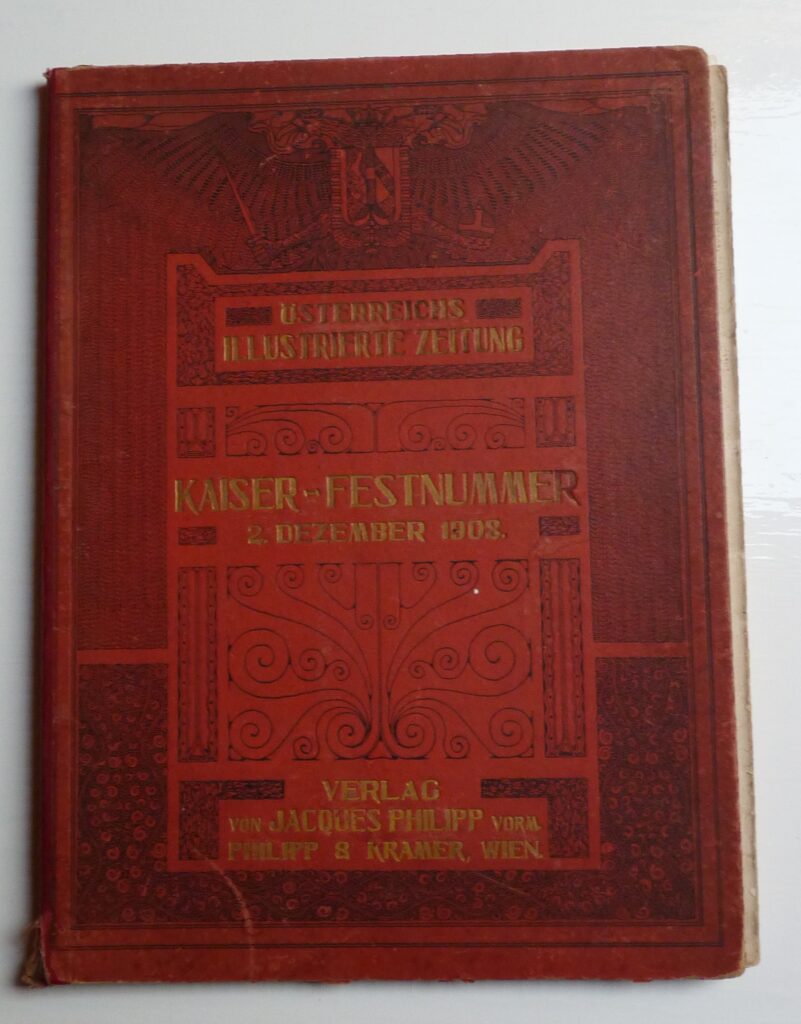 ÖSTERREICHS
ILLUSTRIERTE ZEITUNG
KAISER-FESTNUMMER
2. DEZEMBER 1908.
VERLAG
VON JACQUES PHILIPP VORM.
PHILIPP & KRAMER, WIEN.